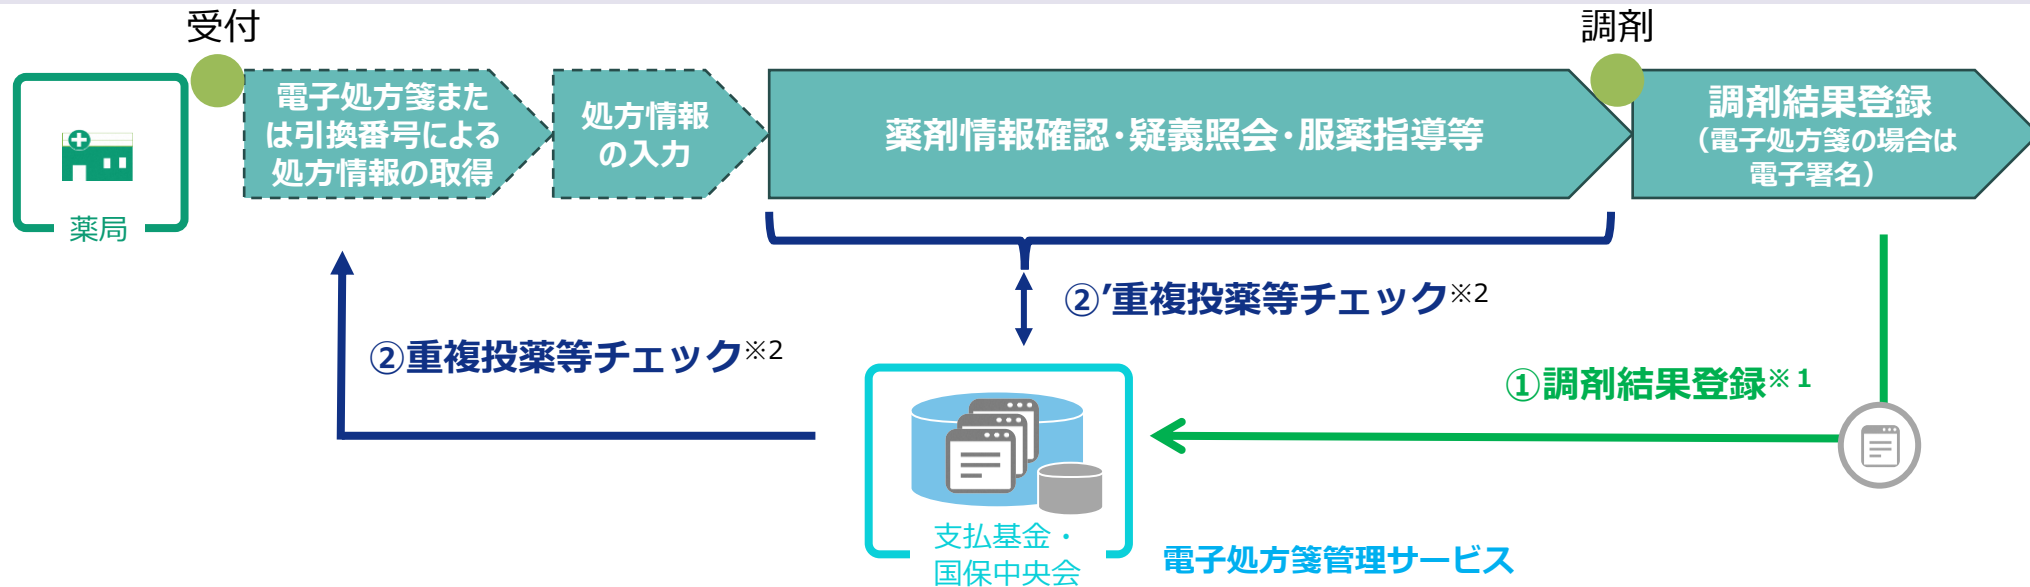 受付
調剤
電子処方箋また
は引換番号による
処方情報の取得
処方情報
の入力
薬剤情報確認･疑義照会･服薬指導等
調剤結果登録
（電子処方箋の場合は
電子署名）
薬局
②’重複投薬等チェック※2
②重複投薬等チェック※2
①調剤結果登録※１
支払基金・
国保中央会
電子処方箋管理サービス